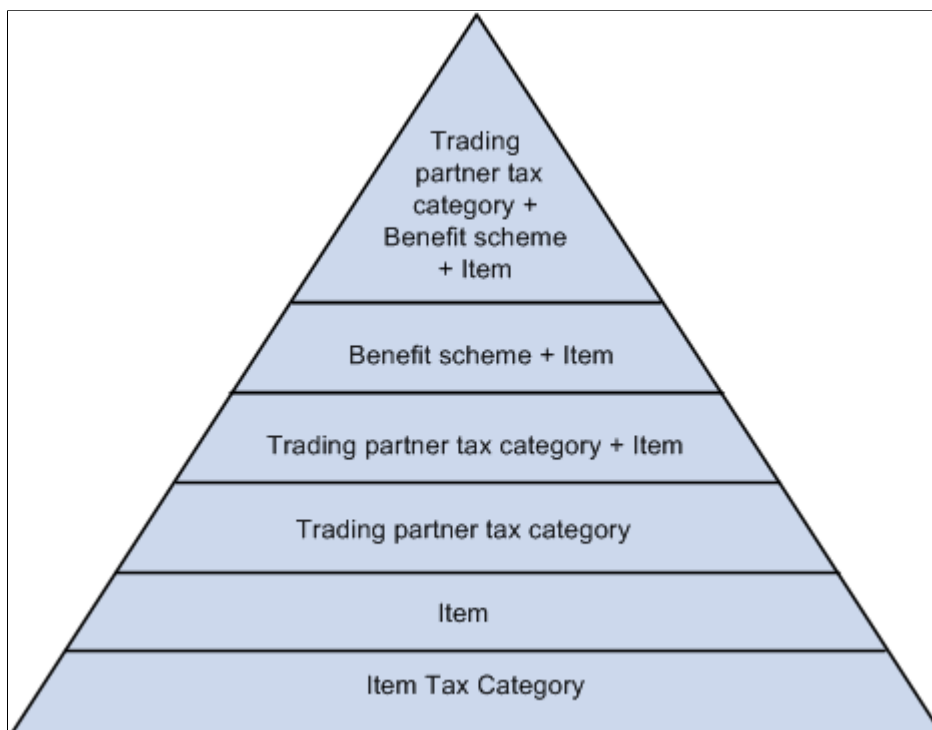 Trading
partner tax
category +
Benefit scheme
+ Item
Benefit scheme + Item
Trading partner tax category + Item
Trading partner tax category
Item
Item Tax Category